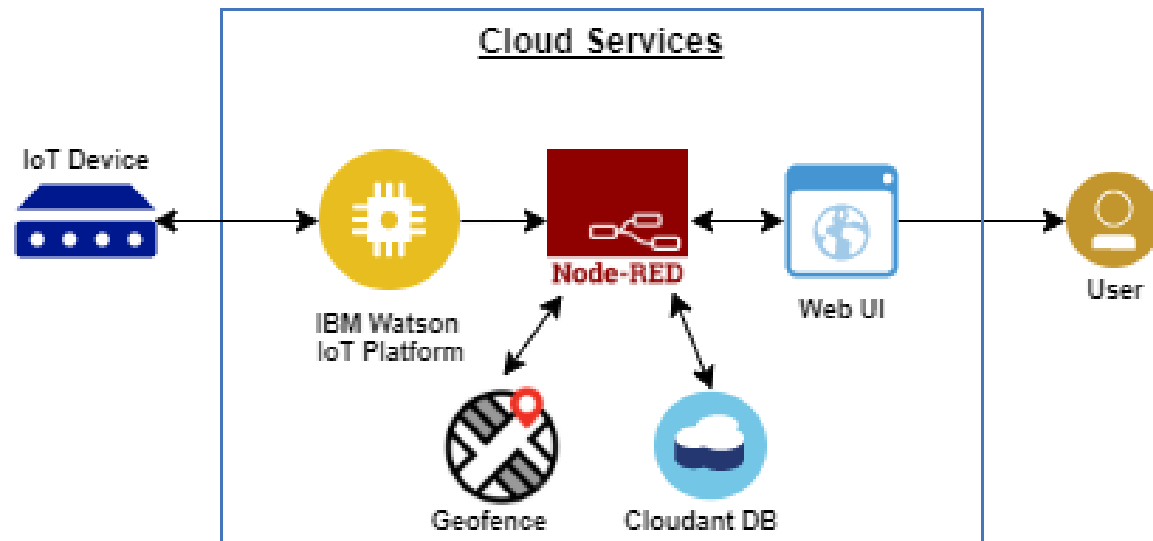 Cloud Services
IoT Device
Node-RED
IBM Watson
IoT Platform
Web UI
User
Geofence
Cloudant DB